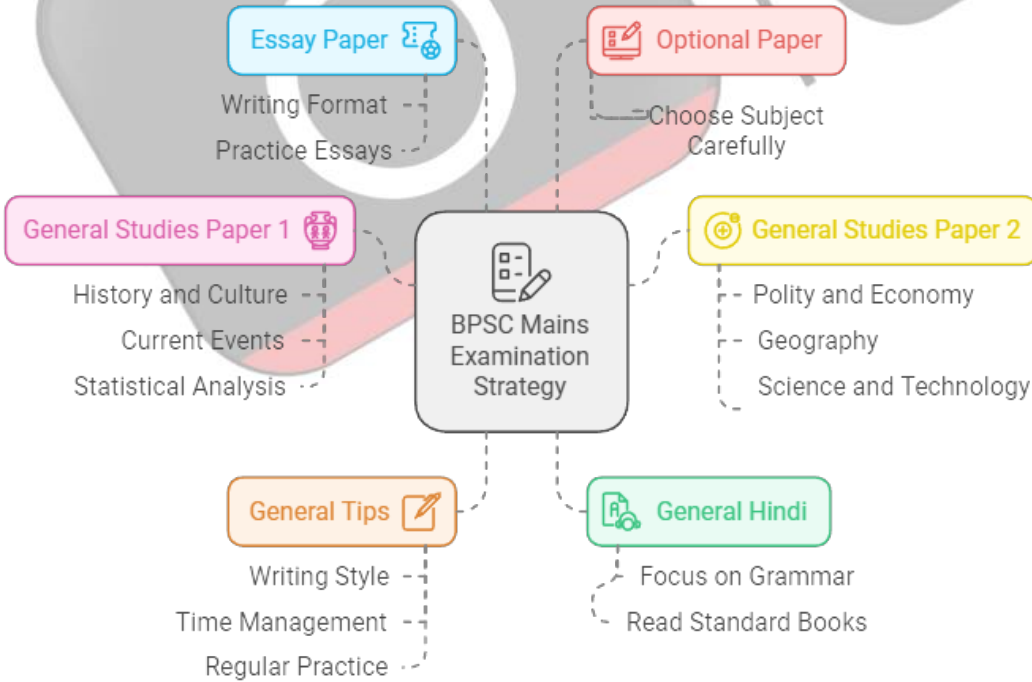 Essay Paper
Writing Format
Practice Essays
Optional Paper
Choose Subject
Carefully
General Studies Paper 1
History and Culture
Current Events
Statistical Analysis
General Studies Paper 2
Polity and Economy
Geography
Science and Technology
BPSC Mains
Examination
Strategy
General Tips
Writing Style
Time Management
Regular Practice
General Hindi
Focus on Grammar
Read Standard Books